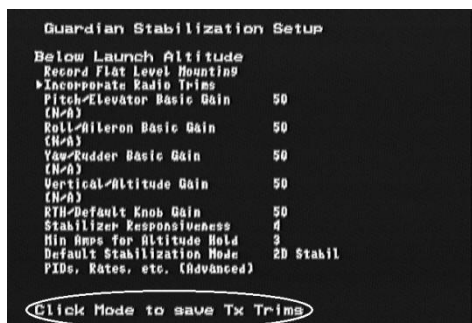 Guardian Stabilization Setup
Below Launch Altitude
Record Flat Level Mounting
▸Incorporate Radio Trims
Pitch/Elevator Basic Gain 50
(N/A)
Roll/Aileron Basic Gain 50
(N/A)
Yaw/Rudder Basic Gain 50
(N/A)
Vertical/Altitude Gain 50
(N/A)
RTH/Default Knob Gain 50
Stabilizer Responsiveness 4
Min Amps for Altitude Hold 3
Default Stabilization Mode 2D Stabil
PIDs, Rates, etc. (Advanced)
Click Mode to save Tx Trims